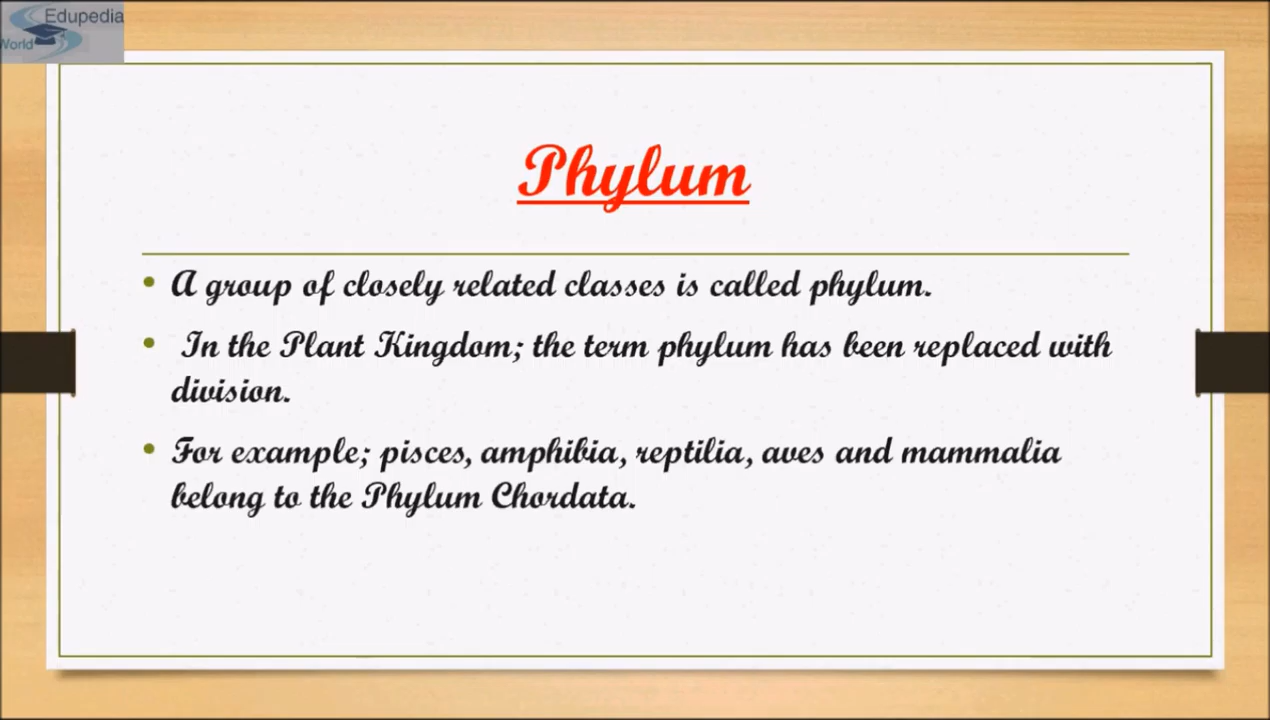 Edupedia
World
Phylum
• A group of closely related classes is called phylum.
• In the Plant Kingdom; the term phylum has been replaced with
division.
• For example; pisces, amphibia, reptilia, aves and mammalia
belong to the Phylum Chordata.